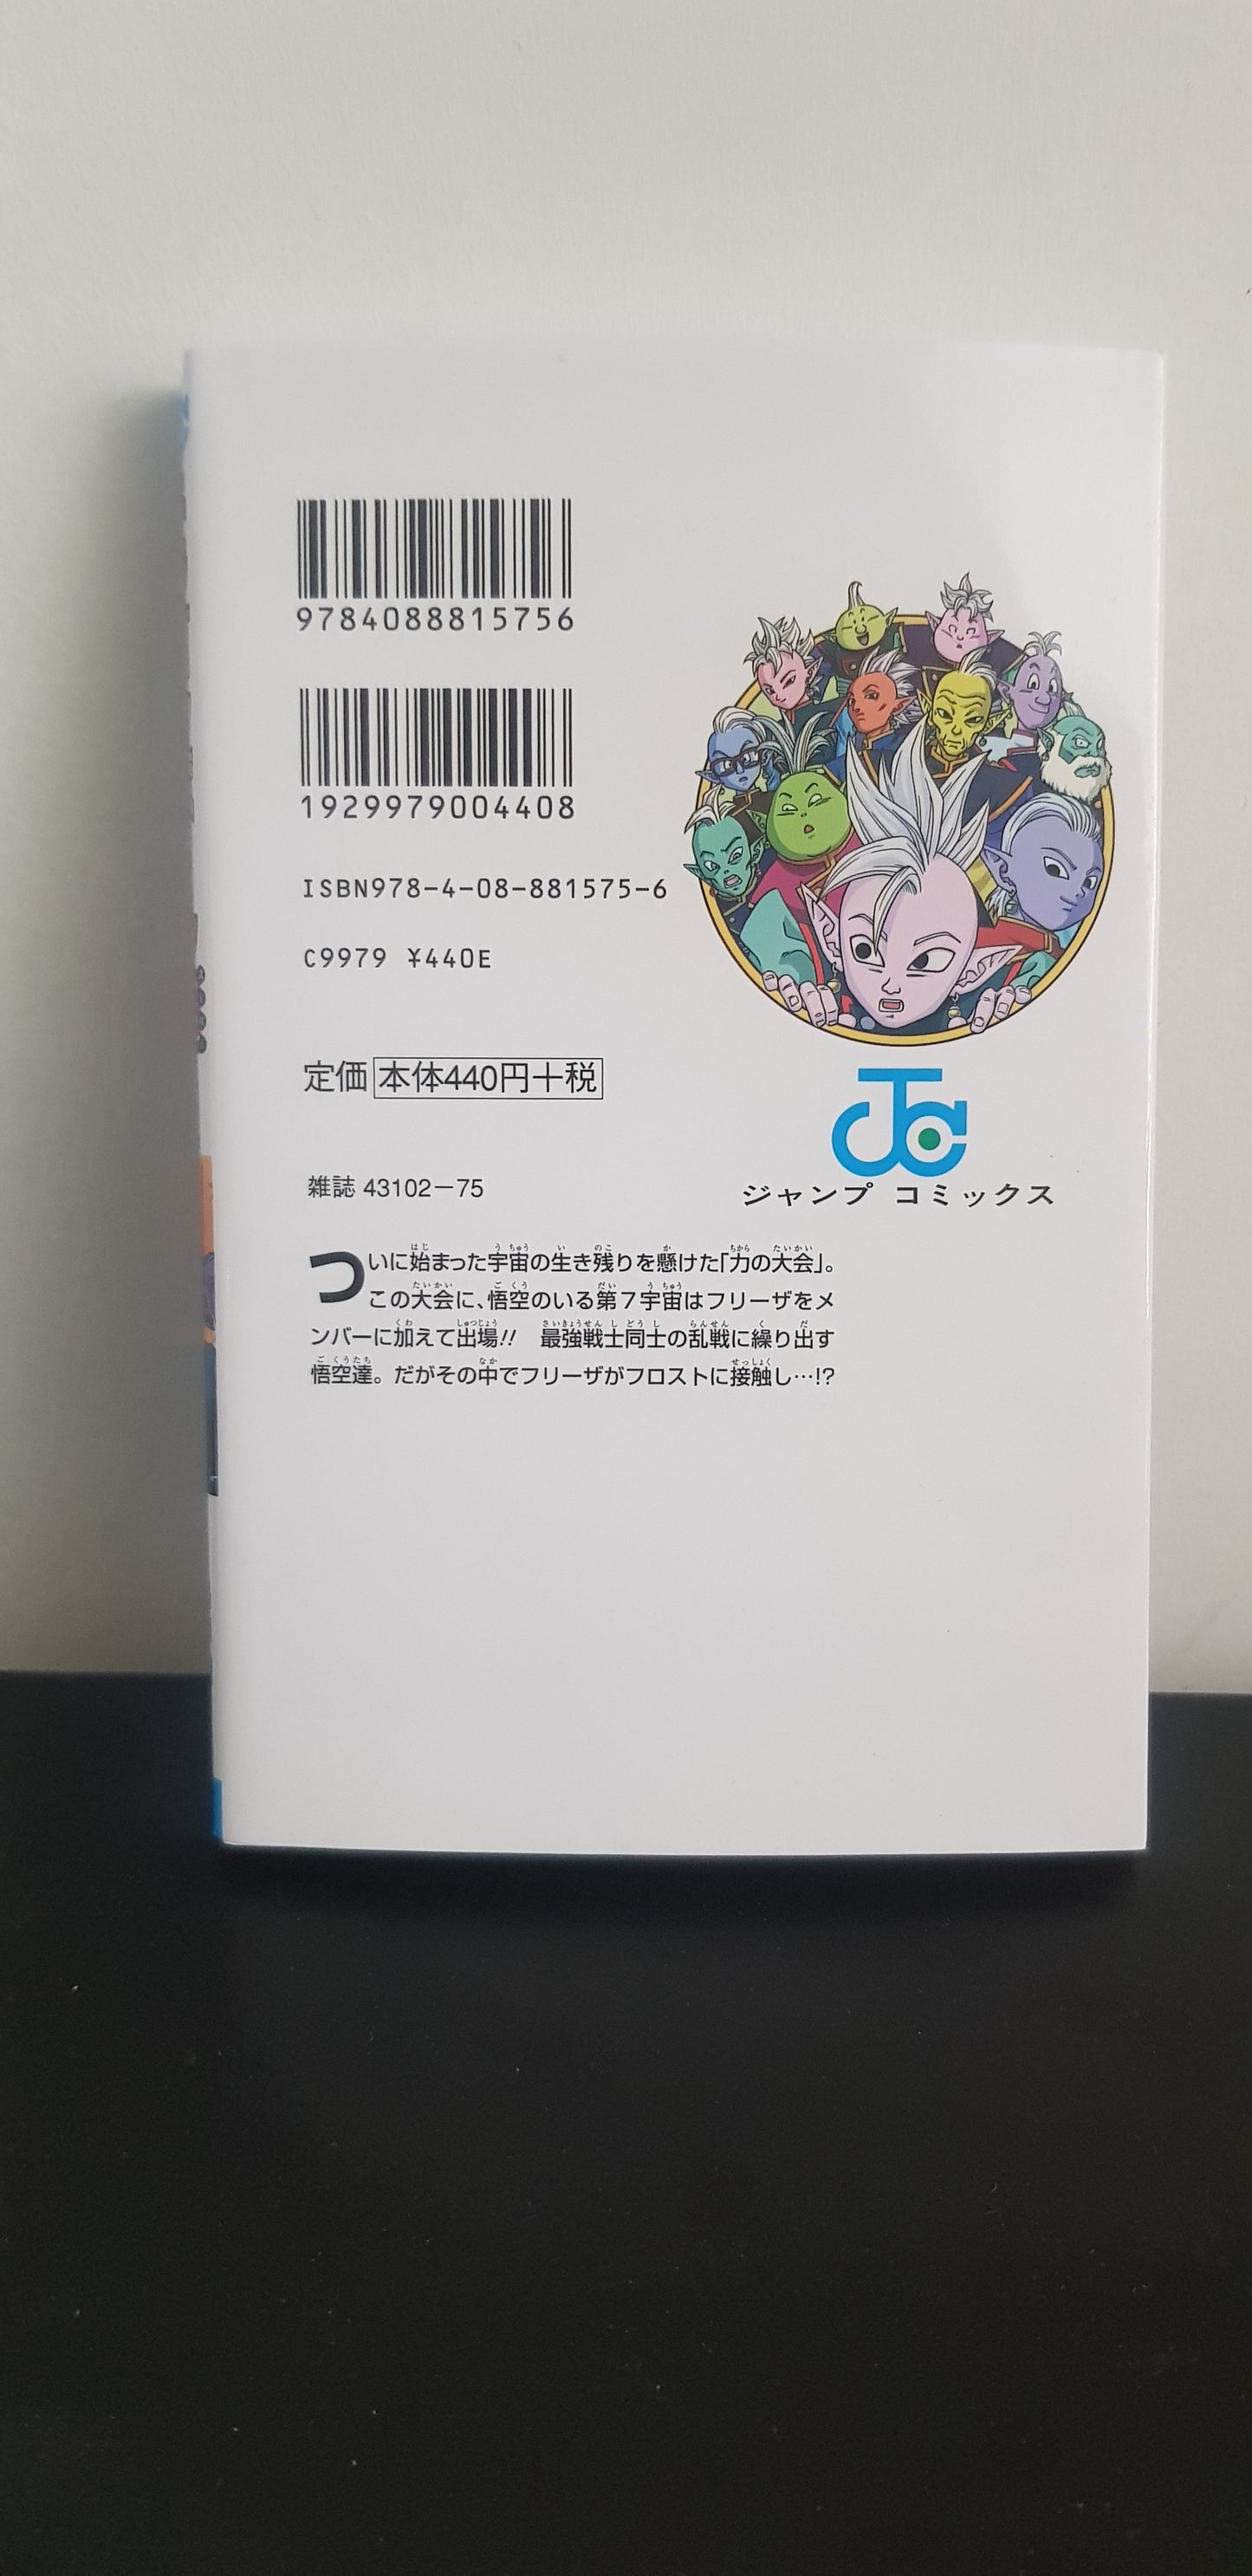 9784088815756
1929979004408
ISBN978-4-08-881575-6
C9979 ¥440E
定価 本体440円+税
雑誌 43102-75
ジャンプ コミックス
ついに始まった宇宙の生き残りを懸けた「力の大会」。
この大会に、悟空のいる第7宇宙はフリーザをメ
ンバーに加えて出場!! 最強戦士同士の乱戦に繰り出す
悟空達。だがその中でフリーザがフロストに接触し…!?